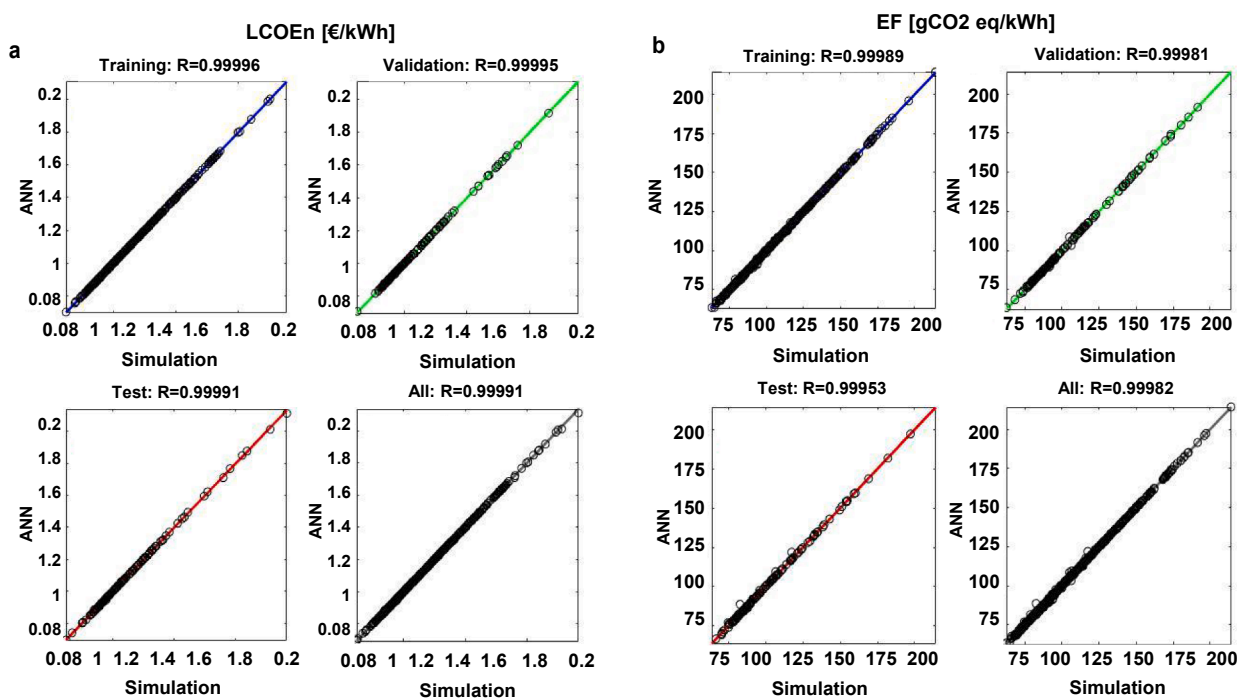 a
LCOEn [€/kWh]
Training: R=0.99996
0.2
1.8
1.6
1.4
1.2
1
0.08
ANN
0.08 1 1.2 1.4 1.6 1.8 0.2
Simulation
Validation: R=0.99995
0.2
1.8
1.6
1.4
1.2
1
0.08
ANN
0.08 1 1.2 1.4 1.6 1.8 0.2
Simulation
Test: R=0.99991
0.2
1.8
1.6
1.4
1.2
1
0.08
ANN
0.08 1 1.2 1.4 1.6 1.8 0.2
Simulation
All: R=0.99991
0.2
1.8
1.6
1.4
1.2
1
0.08
ANN
0.08 1 1.2 1.4 1.6 1.8 0.2
Simulation
b
EF [gCO2 eq/kWh]
Training: R=0.99989
200
175
150
125
100
75
ANN
75 100 125 150 175 200
Simulation
Validation: R=0.99981
200
175
150
125
100
75
ANN
75 100 125 150 175 200
Simulation
Test: R=0.99953
200
175
150
125
100
75
ANN
75 100 125 150 175 200
Simulation
All: R=0.99982
200
175
150
125
100
75
ANN
75 100 125 150 175 200
Simulation